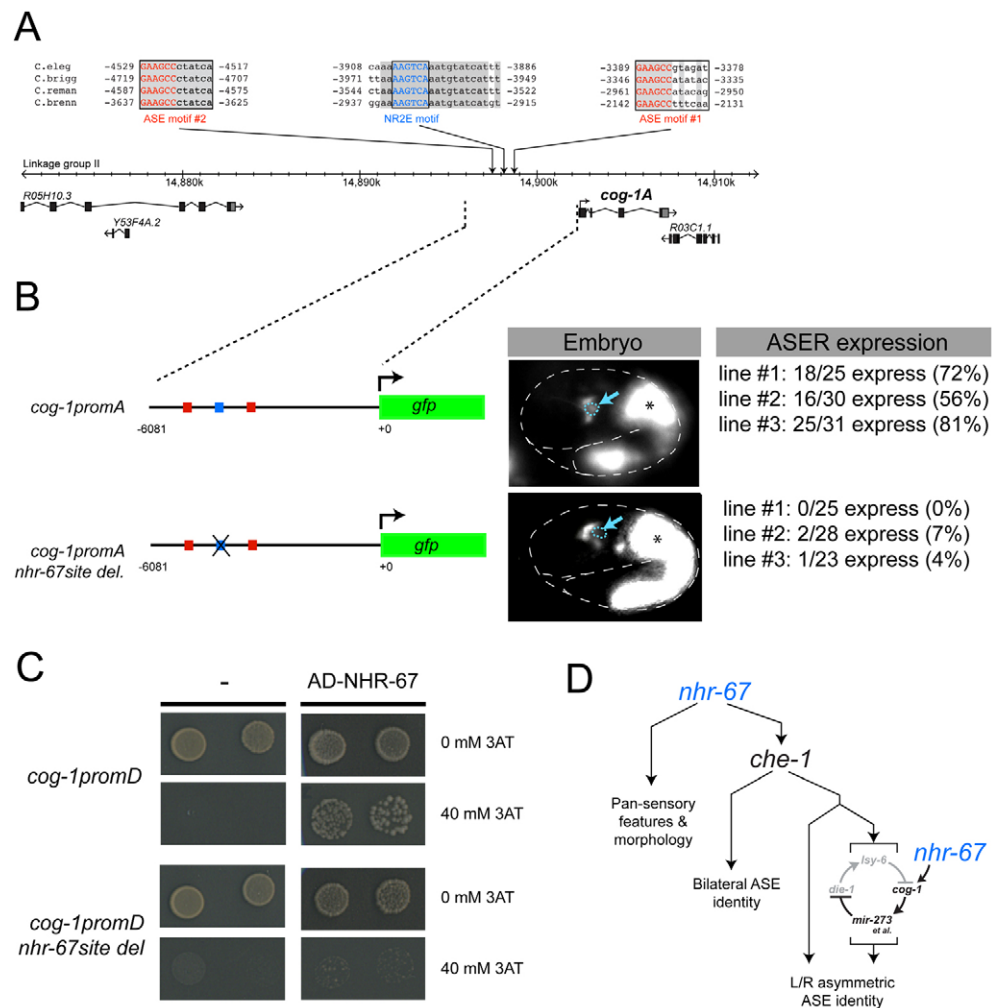 A
C.eleg -4529 GAAGCCctatca -4517 -3908 caaaAAGTCAaatgtatcattt -3886 -3389 GAAGCCgtagat -3378
C.brigg -4719 GAAGCCctatca -4707 -3971 ttaaAAGTCAaatgtatcattt -3949 -3346 GAAGCCatatac -3335
C.reman -4587 GAAGCCctatca -4575 -3544 ctaaAAGTCAaatgtatcattt -3522 -2961 GAAGCCatacag -2950
C.brenn -3637 GAAGCCctatca -3625 -2937 ggaaAAGTCAaatgtatcatgt -2915 -2142 GAAGCCtttcaa -2131
ASE motif #2 NR2E motif ASE motif #1
Linkage group II
14,880k 14,890k 14,900k 14,910k
R05H10.3 cog-1A
Y53F4A.2 R03C1.1
B
Embryo ASER expression
cog-1promA
gfp
-6081 +0
*
line #1: 18/25 express (72%)
line #2: 16/30 express (56%)
line #3: 25/31 express (81%)
cog-1promA
nhr-67site del.
gfp
-6081 +0
*
line #1: 0/25 express (0%)
line #2: 2/28 express (7%)
line #3: 1/23 express (4%)
C
- AD-NHR-67
cog-1promD
0 mM 3AT
40 mM 3AT
cog-1promD
nhr-67site del
0 mM 3AT
40 mM 3AT
D
nhr-67
che-1
Pan-sensory
features &
morphology
Bilateral ASE
identity
nhr-67
lsy-6
die-1 cog-1
mir-273
et al.
L/R asymmetric
ASE identity